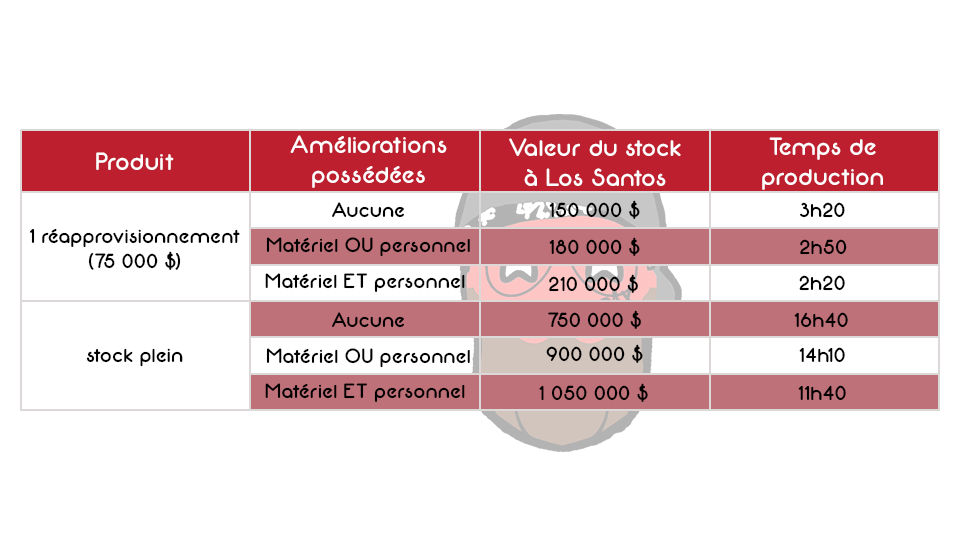 Produit
Améliorations
possédées
Valeur du stock
à Los Santos
Temps de
production
1 réapprovisionnement
(75 000 $)
Aucune
150 000 $
3h20
Matériel OU personnel
180 000 $
2h50
Matériel ET personnel
210 000 $
2h20
stock plein
Aucune
750 000 $
16h40
Matériel OU personnel
900 000 $
14h10
Matériel ET personnel
1 050 000 $
11h40